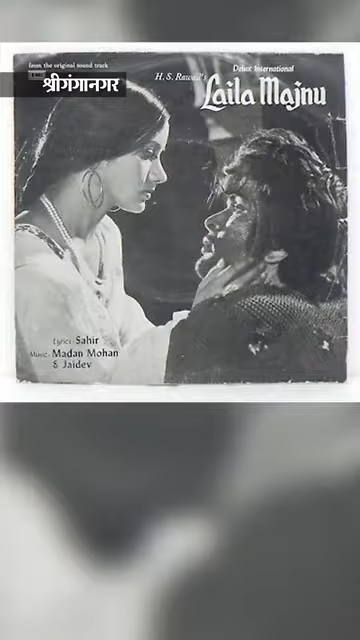 from the original sound track
श्रीगंगानगर
H. S. Rawail's
Delux International
Laila Majnu
Lyrics: Sahir
Music: Madan Mohan
& Jaidev